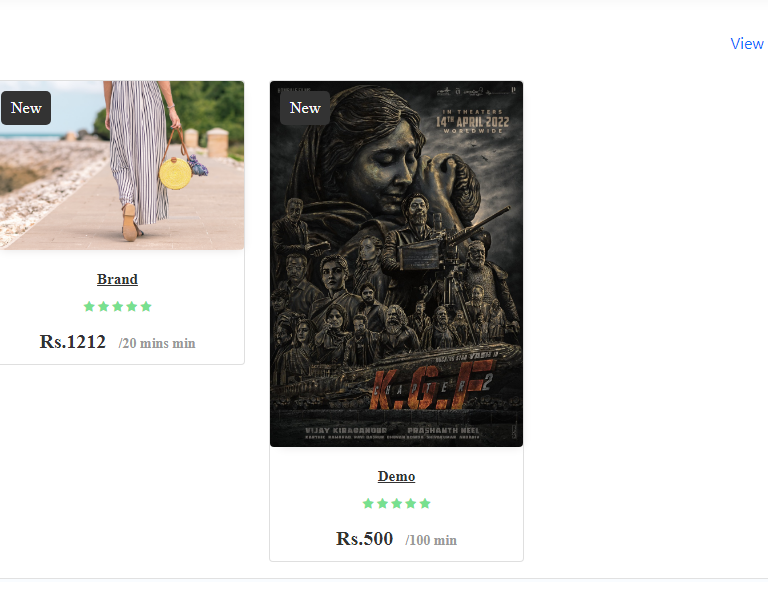 View
New
Brand
Rs.1212 /20 mins min
New
IN THEATERS
14TH APRIL 2022
WORLDWIDE
K.G.F
CHAPTER 2
VIJAY KIRAGANDUR PRASHANTH NEEL
Demo
Rs.500 /100 min